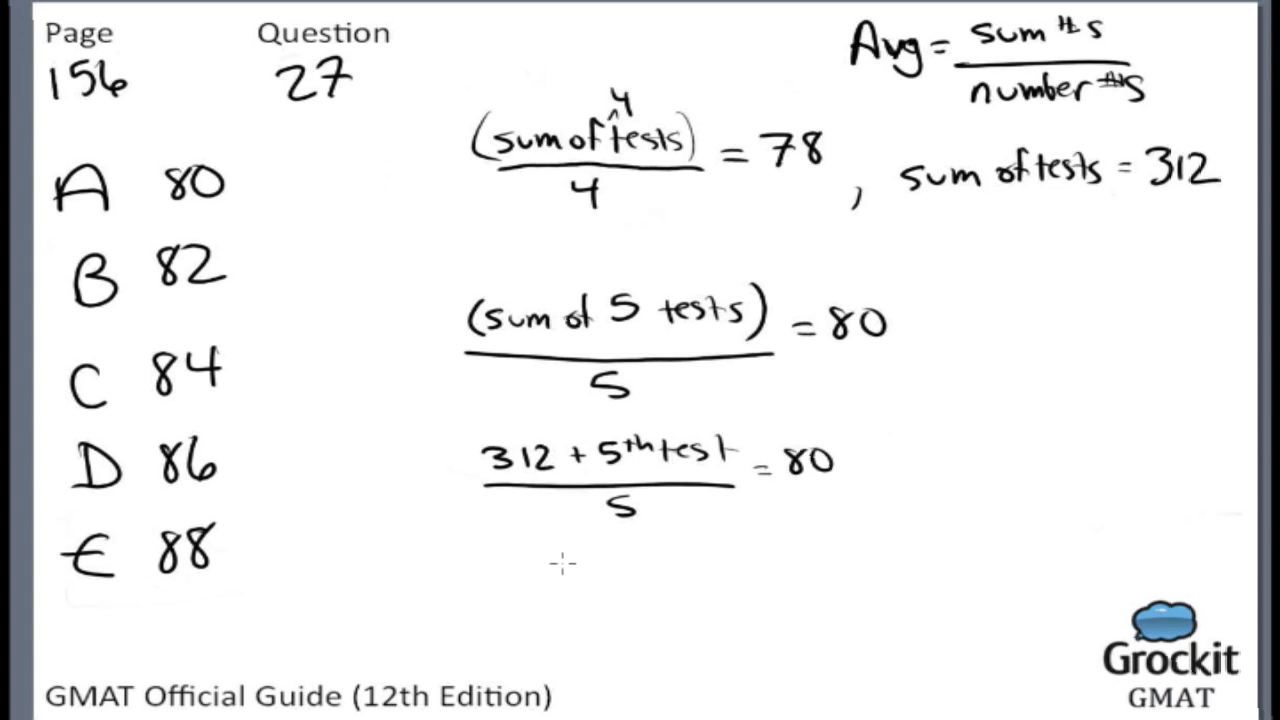 Page Question
156 27
Avg = sum #s / number #s
(sum of 4 tests) / 4 = 78 , sum of tests = 312
A 80
B 82
(sum of 5 tests) / 5 = 80
C 84
312 + 5th test / 5 = 80
D 86
E 88
Grockit
GMAT
GMAT Official Guide (12th Edition)